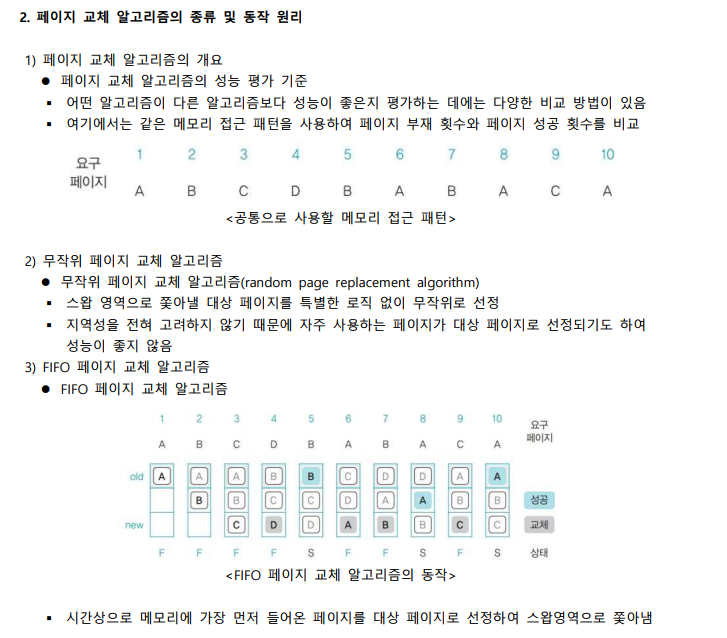 2. 페이지 교체 알고리즘의 종류 및 동작 원리
1) 페이지 교체 알고리즘의 개요
● 페이지 교체 알고리즘의 성능 평가 기준
▪ 어떤 알고리즘이 다른 알고리즘보다 성능이 좋은지 평가하는 데에는 다양한 비교 방법이 있음
▪ 여기에서는 같은 메모리 접근 패턴을 사용하여 페이지 부재 횟수와 페이지 성공 횟수를 비교
1 2 3 4 5 6 7 8 9 10
요구
페이지
A B C D B A B A C A
<공통으로 사용할 메모리 접근 패턴>
2) 무작위 페이지 교체 알고리즘
● 무작위 페이지 교체 알고리즘(random page replacement algorithm)
▪ 스왑 영역으로 쫓아낼 대상 페이지를 특별한 로직 없이 무작위로 선정
▪ 지역성을 전혀 고려하지 않기 때문에 자주 사용하는 페이지가 대상 페이지로 선정되기도 하여
성능이 좋지 않음
3) FIFO 페이지 교체 알고리즘
● FIFO 페이지 교체 알고리즘
1 2 3 4 5 6 7 8 9 10
요구
페이지
A B C D B A B A C A
old A A A B B C D D A A
B B C C D A A B B 성공
new C D D A B B C C 교체
F F F F S F F S F S 상태
<FIFO 페이지 교체 알고리즘의 동작>
▪ 시간상으로 메모리에 가장 먼저 들어온 페이지를 대상 페이지로 선정하여 스왑영역으로 쫓아냄